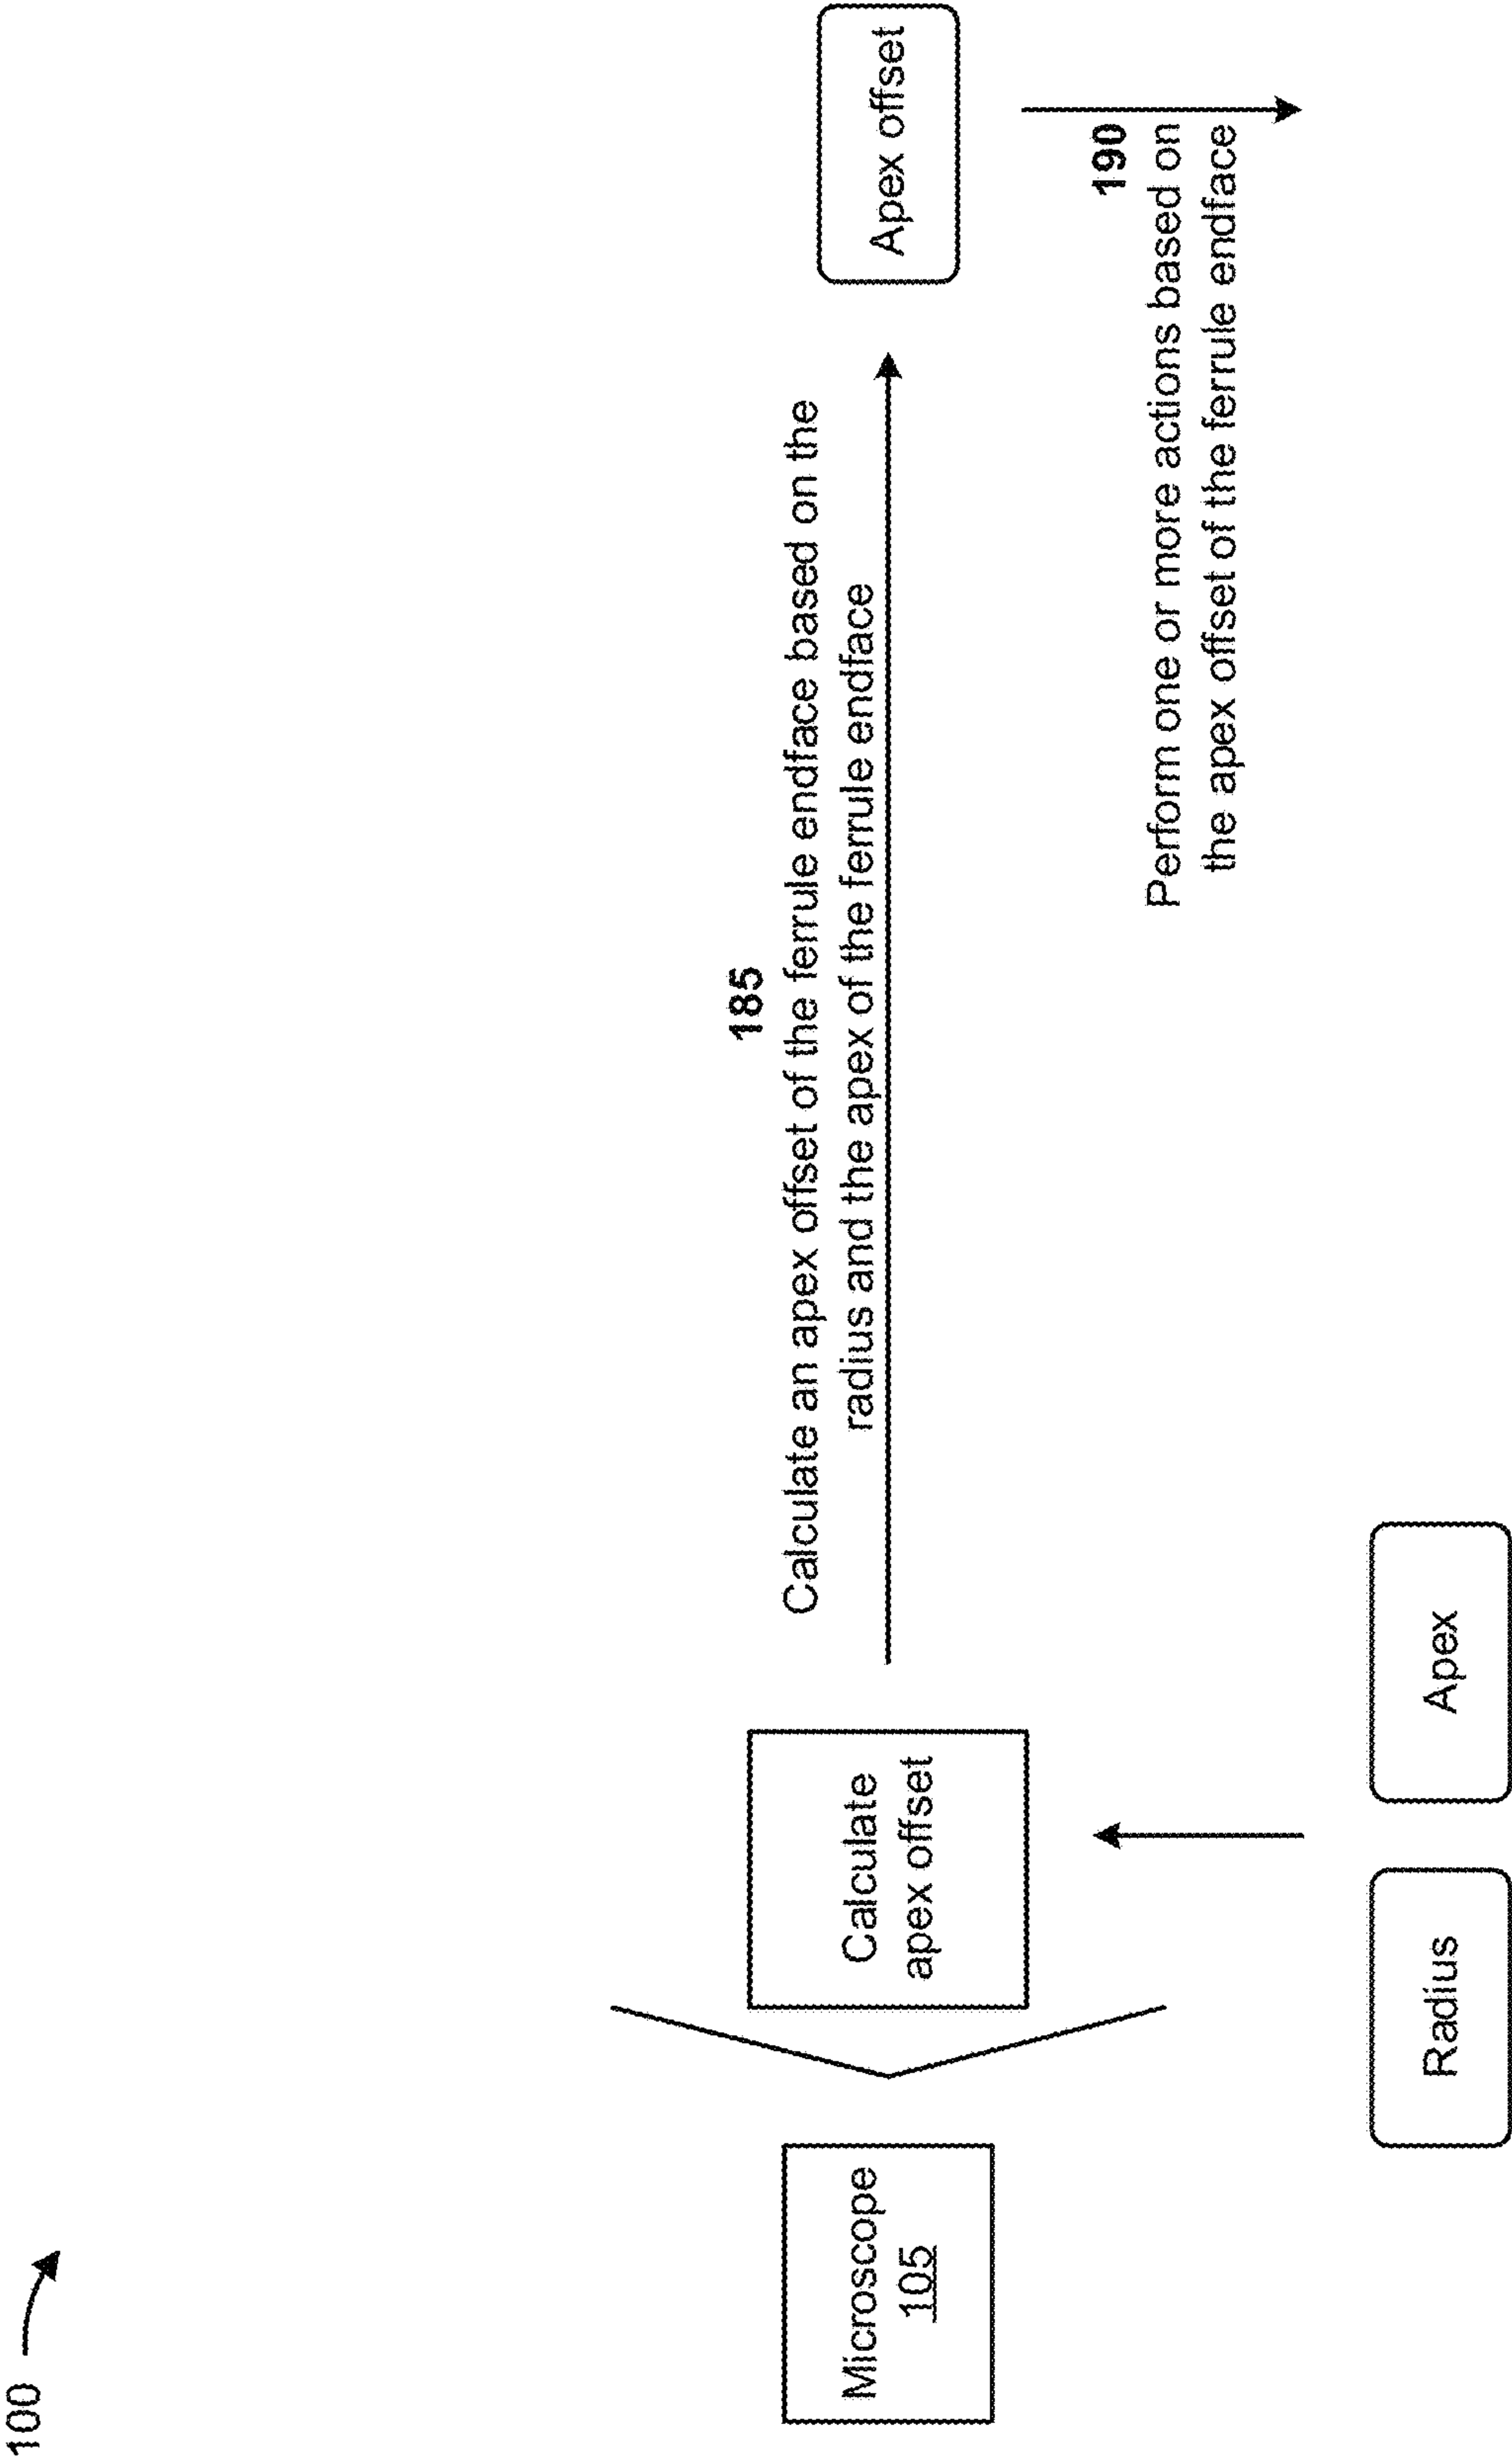 100
Microscope
105
Calculate
apex offset
Radius
Apex
185
Calculate an apex offset of the ferrule endface based on the
radius and the apex of the ferrule endface
Apex offset
190
Perform one or more actions based on
the apex offset of the ferrule endface